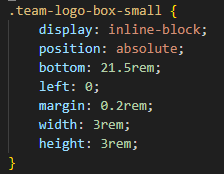 .team-logo-box-small {
    display: inline-block;
    position: absolute;
    bottom: 21.5rem;
    left: 0;
    margin: 0.2rem;
    width: 3rem;
    height: 3rem;
}